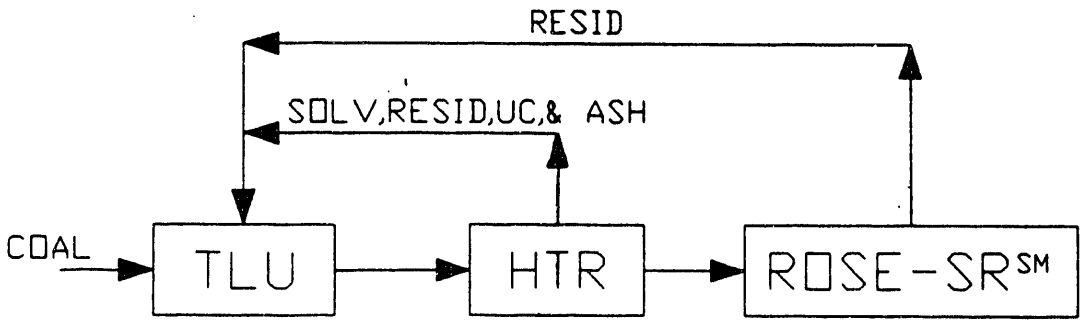 RESID
SOLV,RESID,UC,& ASH
COAL
TLU
HTR
ROSE-SR℠